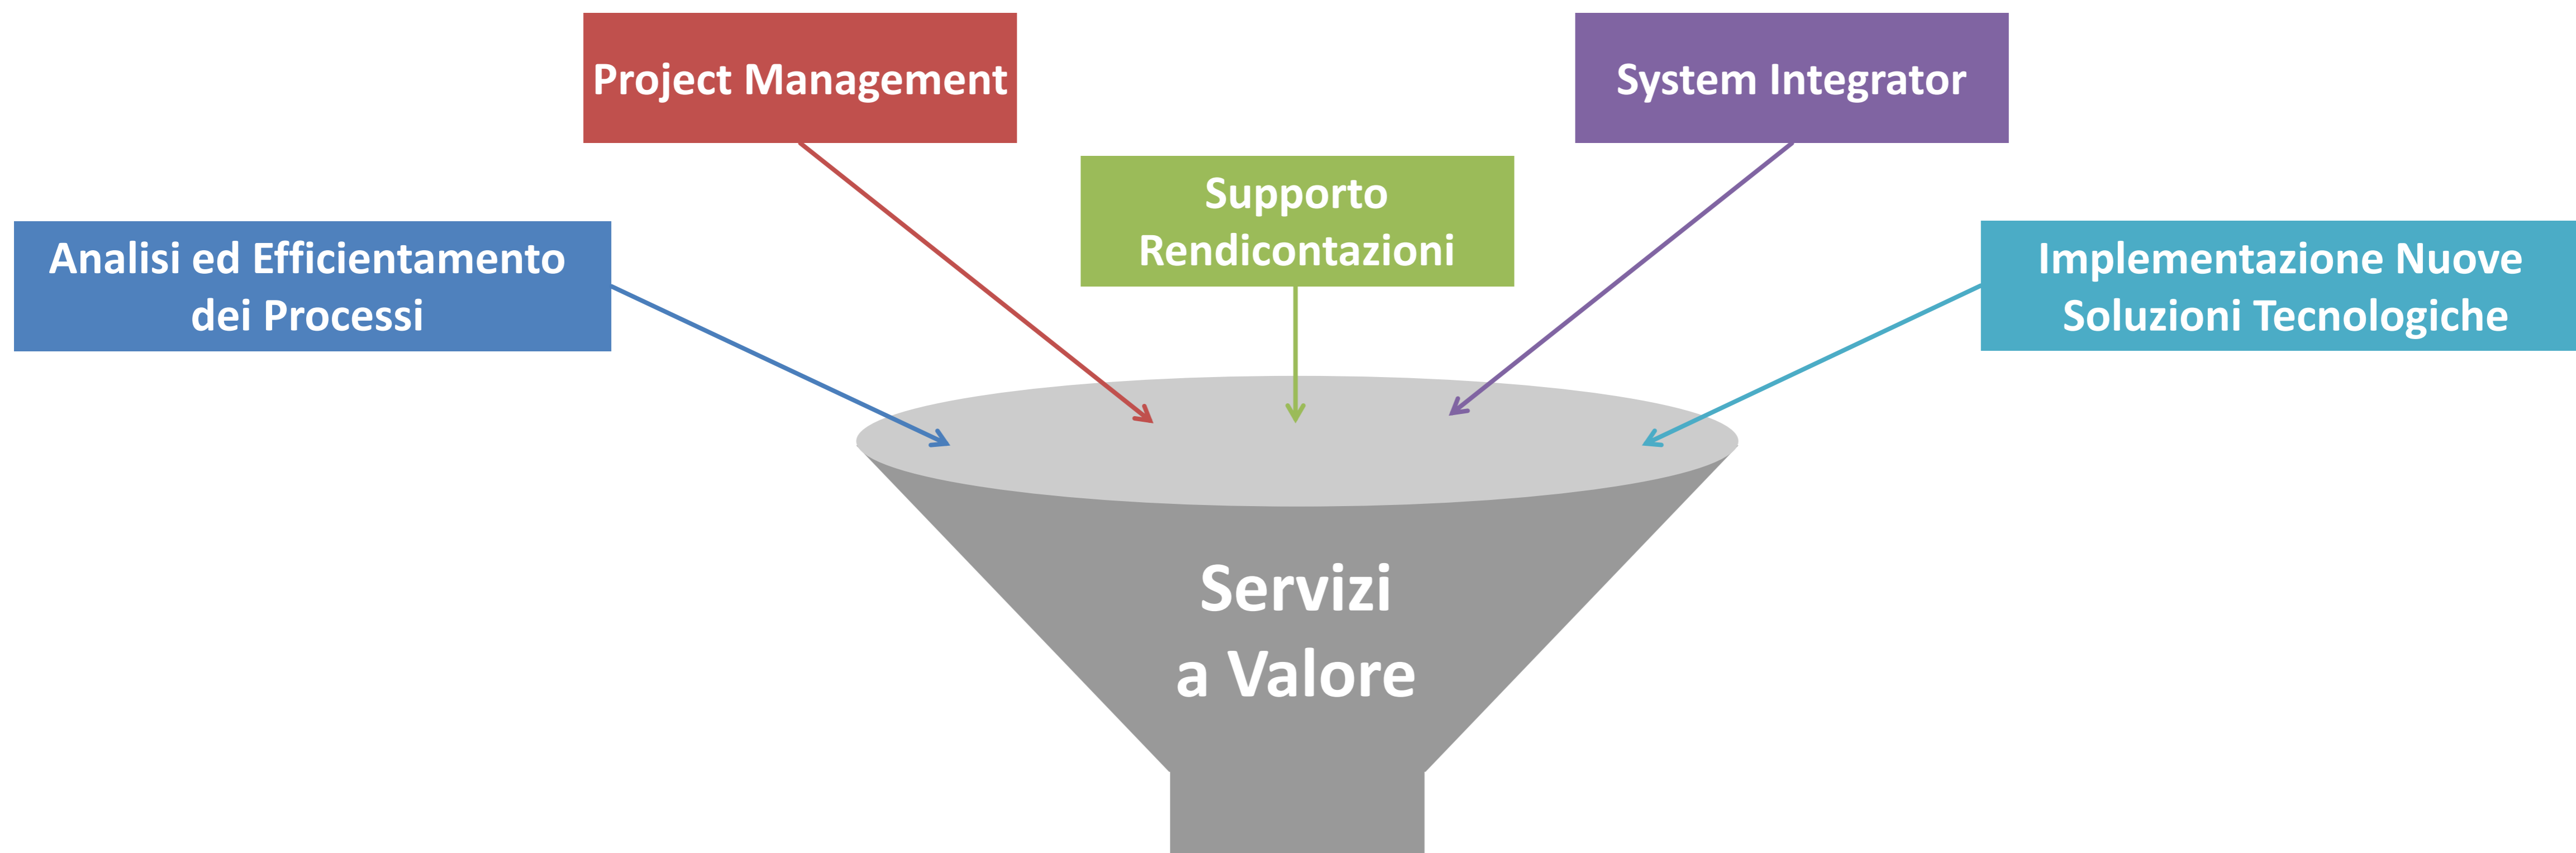 Project Management
System Integrator
Supporto
Rendicontazioni
Analisi ed Efficientamento
dei Processi
Implementazione Nuove
Soluzioni Tecnologiche
Servizi
a Valore